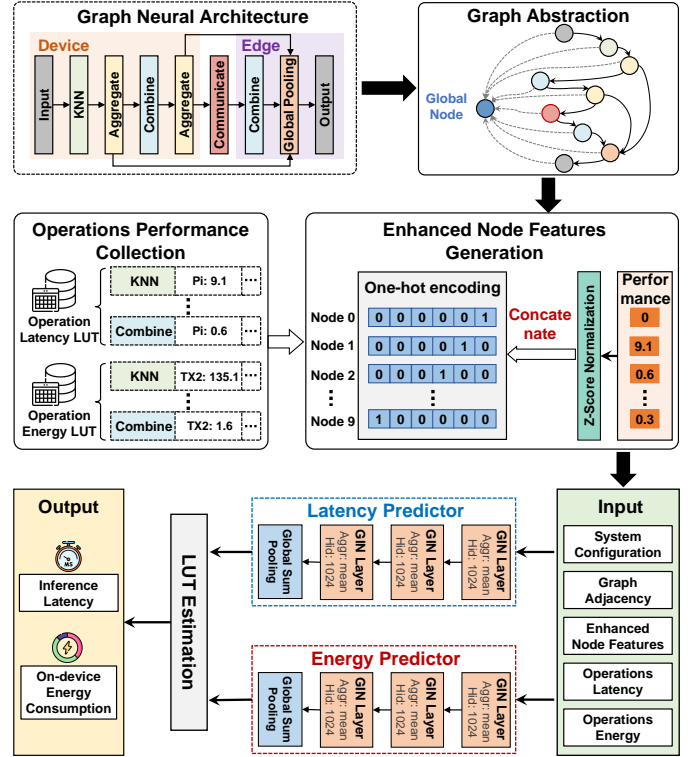 Graph Neural Architecture
Device
Edge
Input
KNN
Aggregate
Combine
Aggregate
Communicate
Combine
Global Pooling
Output
Graph Abstraction
Global
Node
Operations Performance
Collection
Operation
Latency LUT
KNN
Pi: 9.1
...
Combine
Pi: 0.6
...
Operation
Energy LUT
KNN
TX2: 135.1
...
Combine
TX2: 1.6
...
Enhanced Node Features
Generation
One-hot encoding
Node 0
0 0 0 0 0 1
Node 1
0 0 0 0 1 0
Node 2
0 0 0 1 0 0
Node 9
1 0 0 0 0 0
Concate
nate
Z-Score Normalization
Perfor
mance
0
9.1
0.6
0.3
Output
MS
Inference
Latency
On-device
Energy
Consumption
LUT Estimation
Latency Predictor
Global Sum
Pooling
GIN Layer
Aggr: mean
Hid: 1024
GIN Layer
Aggr: mean
Hid: 1024
GIN Layer
Aggr: mean
Hid: 1024
Energy Predictor
Global Sum
Pooling
GIN Layer
Aggr: mean
Hid: 1024
GIN Layer
Aggr: mean
Hid: 1024
GIN Layer
Aggr: mean
Hid: 1024
Input
System
Configuration
Graph
Adjacency
Enhanced
Node Features
Operations
Latency
Operations
Energy